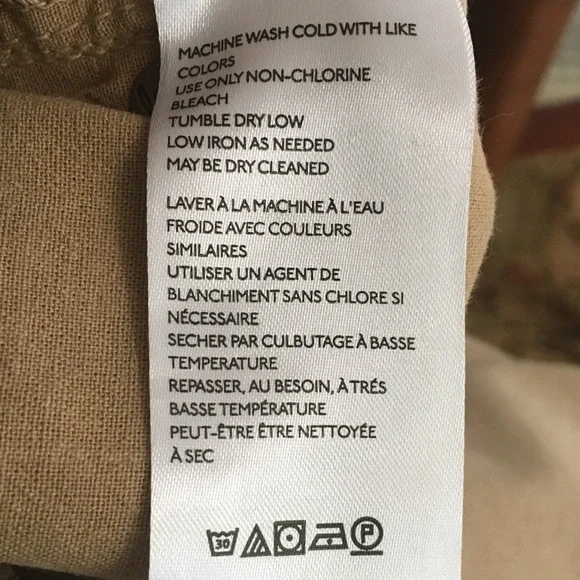 MACHINE WASH COLD WITH LIKE
COLORS
USE ONLY NON-CHLORINE
BLEACH
TUMBLE DRY LOW
LOW IRON AS NEEDED
MAY BE DRY CLEANED
LAVER À LA MACHINE À L'EAU
FROIDE AVEC COULEURS
SIMILAIRES
UTILISER UN AGENT DE
BLANCHIMENT SANS CHLORE SI
NÉCESSAIRE
SECHER PAR CULBUTAGE À BASSE
TEMPERATURE
REPASSER, AU BESOIN, À TRÉS
BASSE TEMPÉRATURE
PEUT-ÊTRE ÊTRE NETTOYÉE
À SEC
30 P